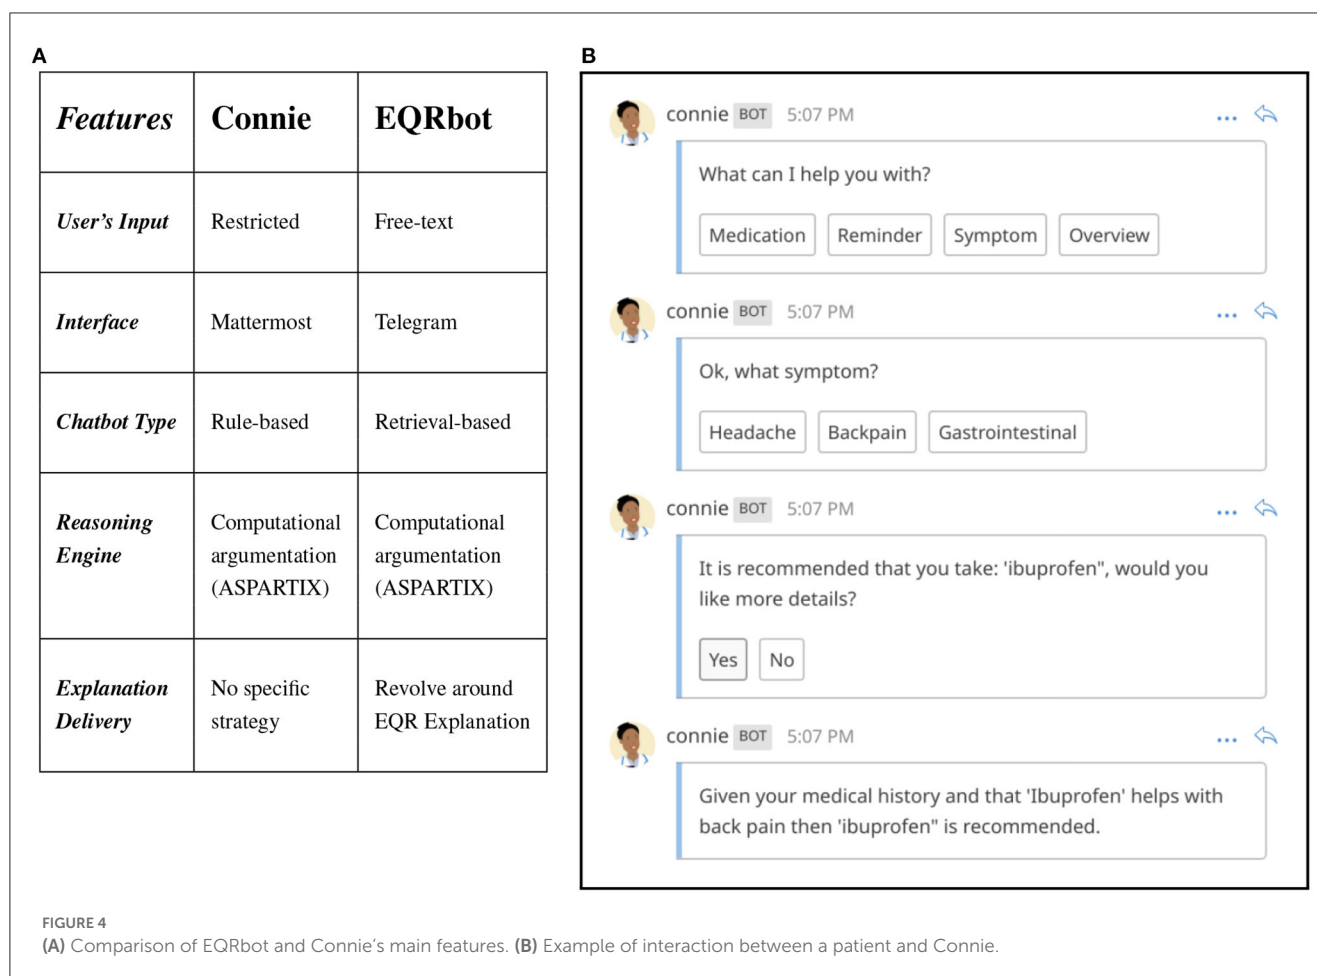 A
Features Connie EQRbot
User's Input Restricted Free-text
Interface Mattermost Telegram
Chatbot Type Rule-based Retrieval-based
Reasoning Computational Computational
Engine argumentation argumentation
(ASPARTIX) (ASPARTIX)
Explanation No specific Revolve around
Delivery strategy EQR Explanation
B
connie BOT 5:07 PM
What can I help you with?
Medication Reminder Symptom Overview
connie BOT 5:07 PM
Ok, what symptom?
Headache Backpain Gastrointestinal
connie BOT 5:07 PM
It is recommended that you take: 'ibuprofen", would you
like more details?
Yes No
connie BOT 5:07 PM
Given your medical history and that 'Ibuprofen' helps with
back pain then 'ibuprofen" is recommended.
FIGURE 4
(A) Comparison of EQRbot and Connie's main features. (B) Example of interaction between a patient and Connie.